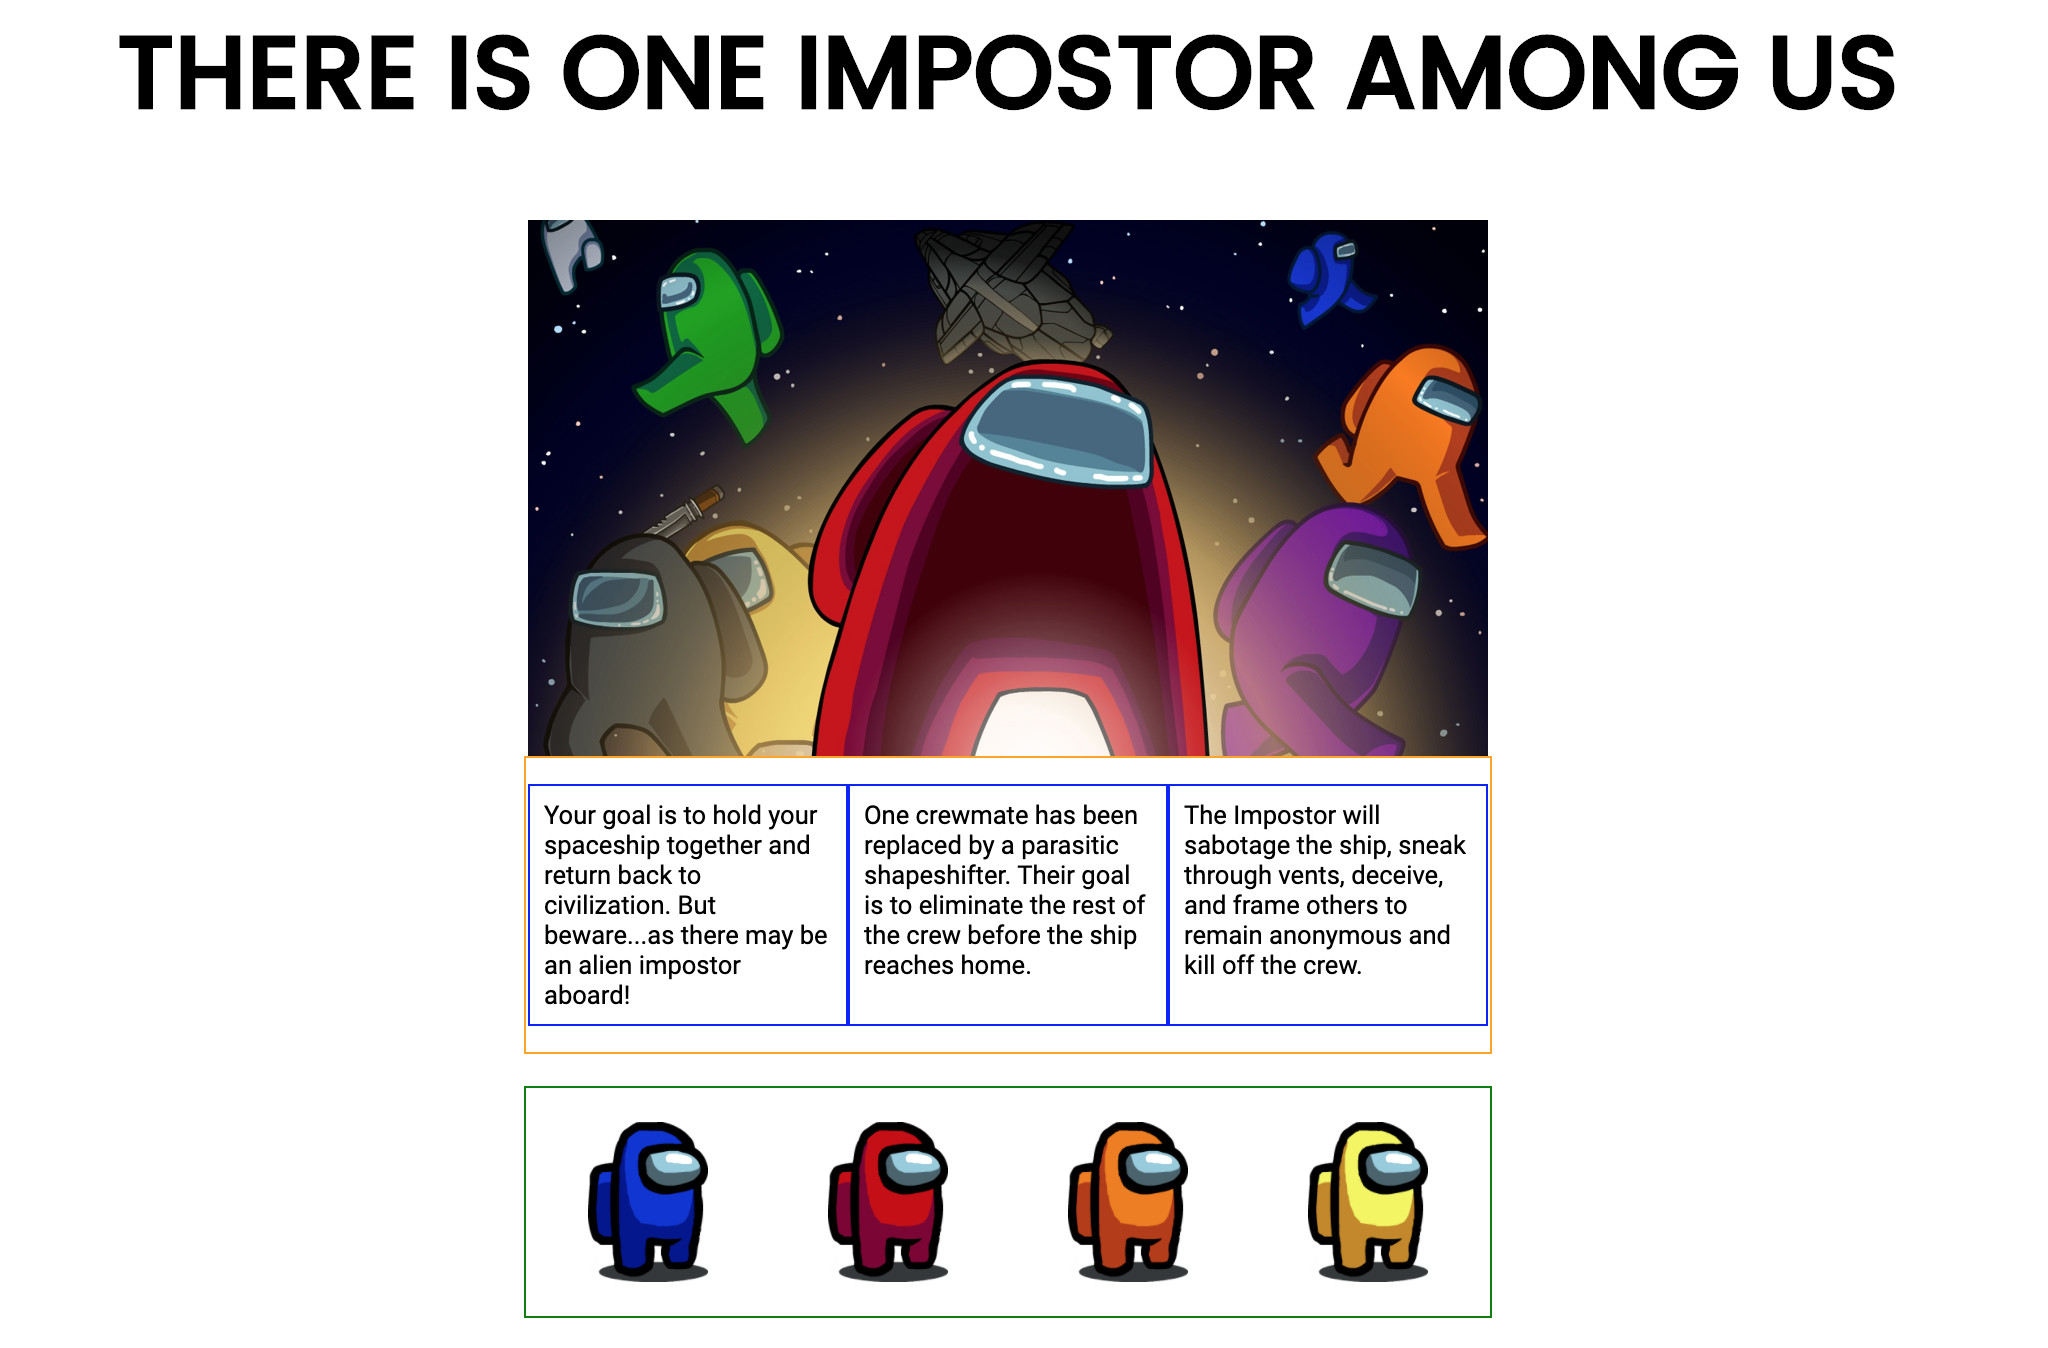 THERE IS ONE IMPOSTOR AMONG US
Your goal is to hold your
spaceship together and
return back to
civilization. But
beware...as there may be
an alien impostor
aboard!
One crewmate has been
replaced by a parasitic
shapeshifter. Their goal
is to eliminate the rest of
the crew before the ship
reaches home.
The Impostor will
sabotage the ship, sneak
through vents, deceive,
and frame others to
remain anonymous and
kill off the crew.